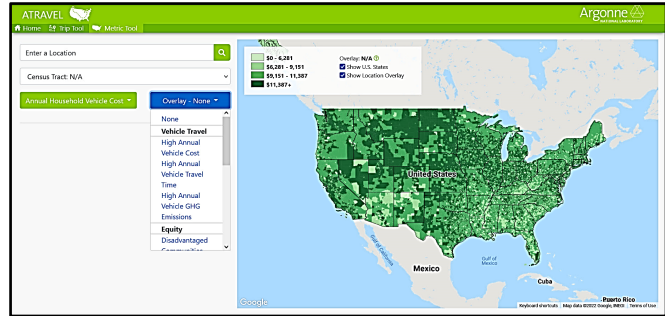 ATRAVEL
Argonne
NATIONAL LABORATORY
Home Trip Tool Metric Tool
Enter a Location
Census Tract: N/A
Annual Household Vehicle Cost
Overlay - None
None
Vehicle Travel
High Annual
Vehicle Cost
High Annual
Vehicle Travel
Time
High Annual
Vehicle GHG
Emissions
Equity
Disadvantaged
Communities
$0 - 6,281
$6,281 - 9,151
$9,151 - 11,387
$11,387+
Overlay: N/A
Show U.S. States
Show Location Overlay
United States
Gulf of California
Gulf of
Mexico
Mexico
Cuba
Puerto Rico
Google
Keyboard shortcuts Map data ©2022 Google, INEGI Terms of Use